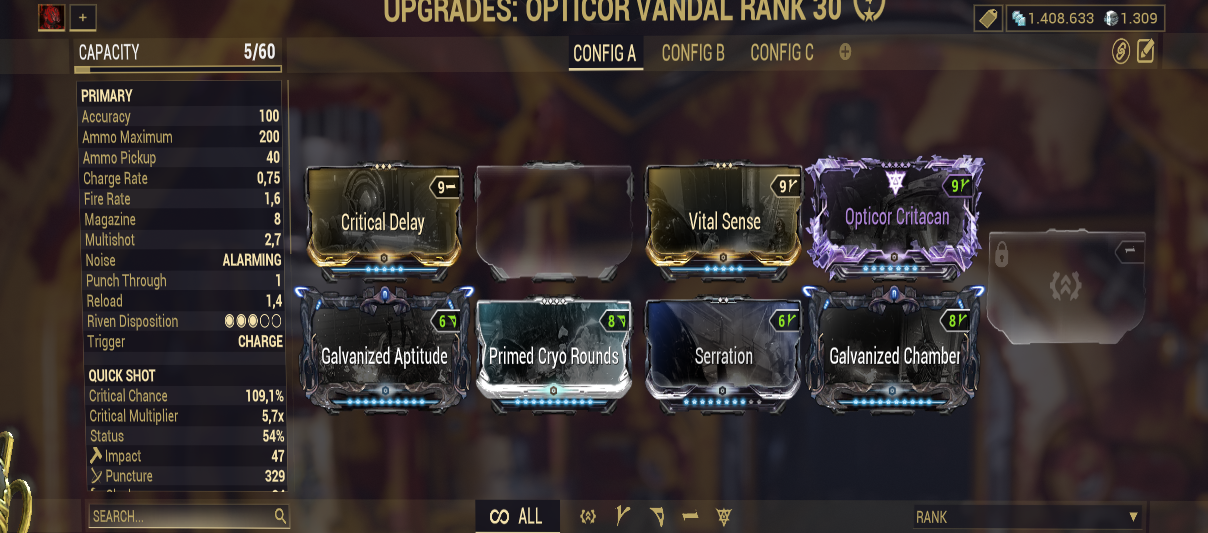 UPGRADES: OPTICOR VANDAL RANK 30
+
1.408.633 1.309
CAPACITY 5/60
CONFIG A CONFIG B CONFIG C
PRIMARY
Accuracy 100
Ammo Maximum 200
Ammo Pickup 40
Charge Rate 0,75
Fire Rate 1,6
Magazine 8
Multishot 2,7
Noise ALARMING
Punch Through 1
Reload 1,4
Riven Disposition
Trigger CHARGE
QUICK SHOT
Critical Chance 109,1%
Critical Multiplier 5,7x
Status 54%
Impact 47
Puncture 329
9
Critical Delay
9
Vital Sense
9
Opticor Critacan
6
Galvanized Aptitude
8
Primed Cryo Rounds
6
Serration
8
Galvanized Chamber
SEARCH...
ALL
RANK